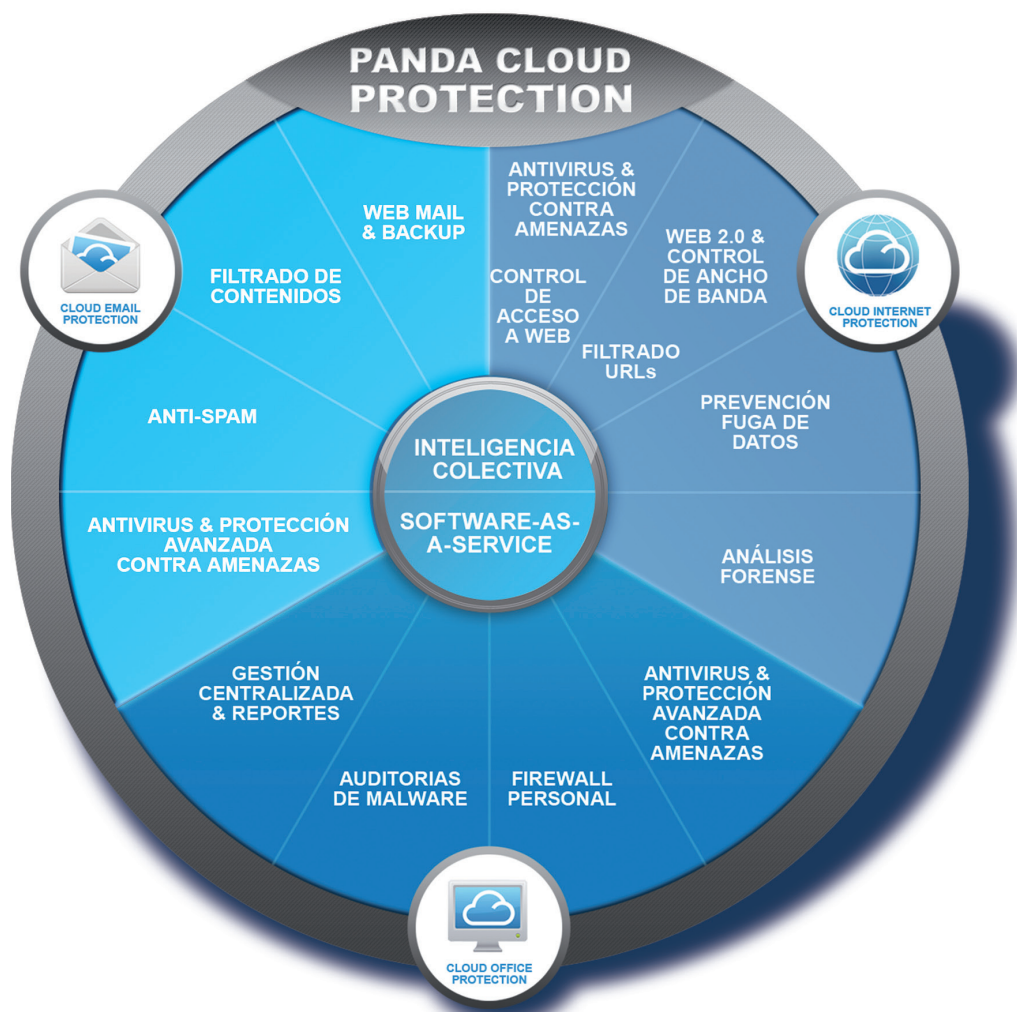 PANDA CLOUD
PROTECTION
WEB MAIL
& BACKUP
FILTRADO DE
CONTENIDOS
CLOUD EMAIL
PROTECTION
ANTI-SPAM
ANTIVIRUS & PROTECCIÓN
AVANZADA
CONTRA AMENAZAS
ANTIVIRUS &
PROTECCIÓN
CONTRA
AMENAZAS
CONTROL
DE
ACCESO
A WEB
WEB 2.0 &
CONTROL
DE ANCHO
DE BANDA
FILTRADO
URLs
CLOUD INTERNET
PROTECTION
PREVENCIÓN
FUGA DE
DATOS
ANÁLISIS
FORENSE
INTELIGENCIA
COLECTIVA
SOFTWARE-AS-
A-SERVICE
GESTIÓN
CENTRALIZADA
& REPORTES
AUDITORIAS
DE MALWARE
FIREWALL
PERSONAL
ANTIVIRUS &
PROTECCIÓN
AVANZADA
CONTRA
AMENAZAS
CLOUD OFFICE
PROTECTION